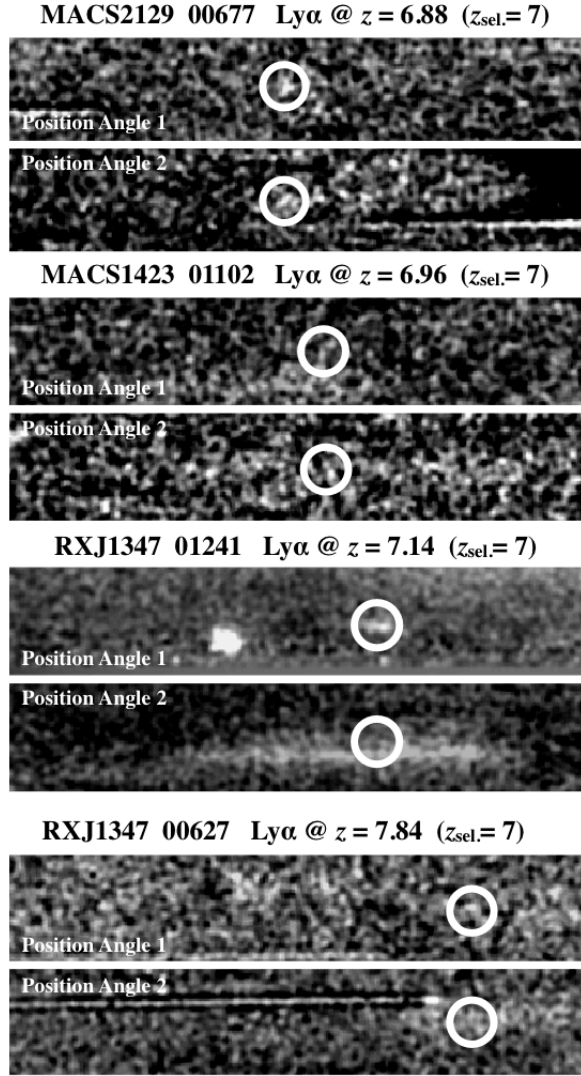 MACS2129 00677 Lyα @ z = 6.88 (zsel.= 7)
Position Angle 1
Position Angle 2
MACS1423 01102 Lyα @ z = 6.96 (zsel.= 7)
Position Angle 1
Position Angle 2
RXJ1347 01241 Lyα @ z = 7.14 (zsel.= 7)
Position Angle 1
Position Angle 2
RXJ1347 00627 Lyα @ z = 7.84 (zsel.= 7)
Position Angle 1
Position Angle 2